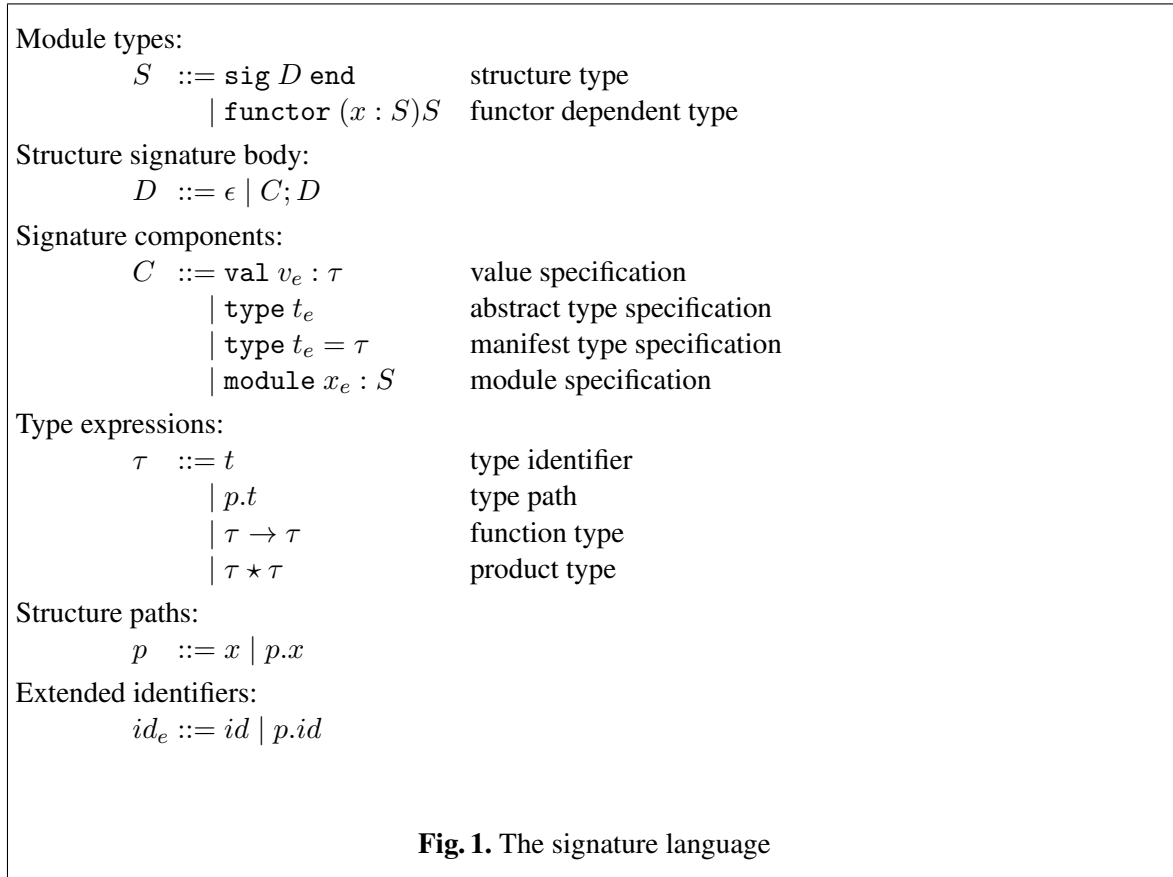 Module types:
S ::= sig D end structure type
| functor (x : S)S functor dependent type
Structure signature body:
D ::= ϵ | C; D
Signature components:
C ::= val v_e : τ value specification
| type t_e abstract type specification
| type t_e = τ manifest type specification
| module x_e : S module specification
Type expressions:
τ ::= t type identifier
| p.t type path
| τ → τ function type
| τ ⋆ τ product type
Structure paths:
p ::= x | p.x
Extended identifiers:
id_e ::= id | p.id
Fig. 1. The signature language